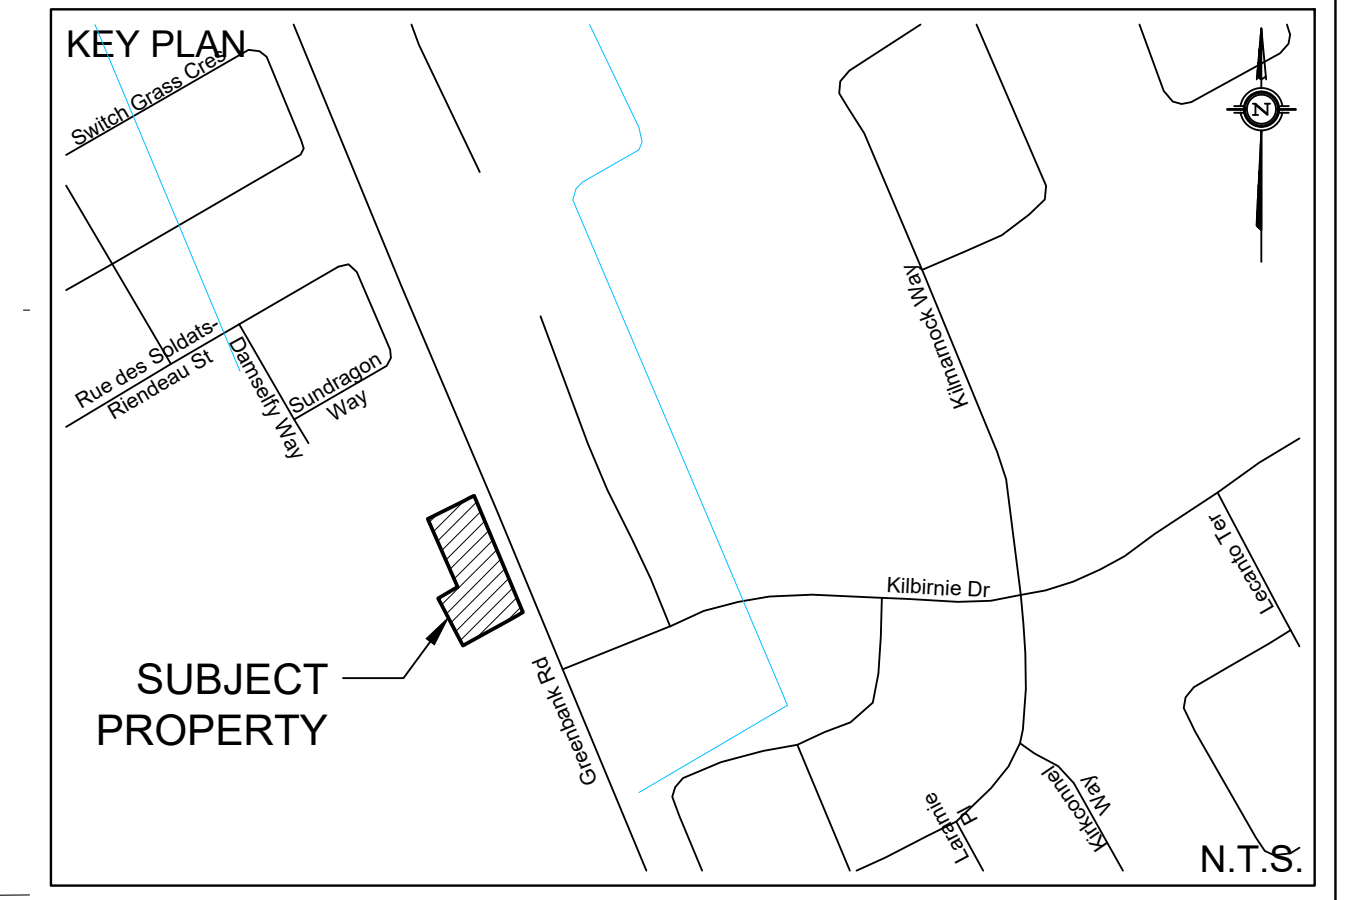 KEY PLAN
Switch Grass Cres
N
Rue des Soldats-
Riendeau St
Damselfy Way
Sundragon
Way
Kilmarnock Way
Kilbirnie Dr
Lecanto Ter
SUBJECT
PROPERTY
Greenbank Rd
Laramie
Pl
Kirkconnel
Way
N.T.S.